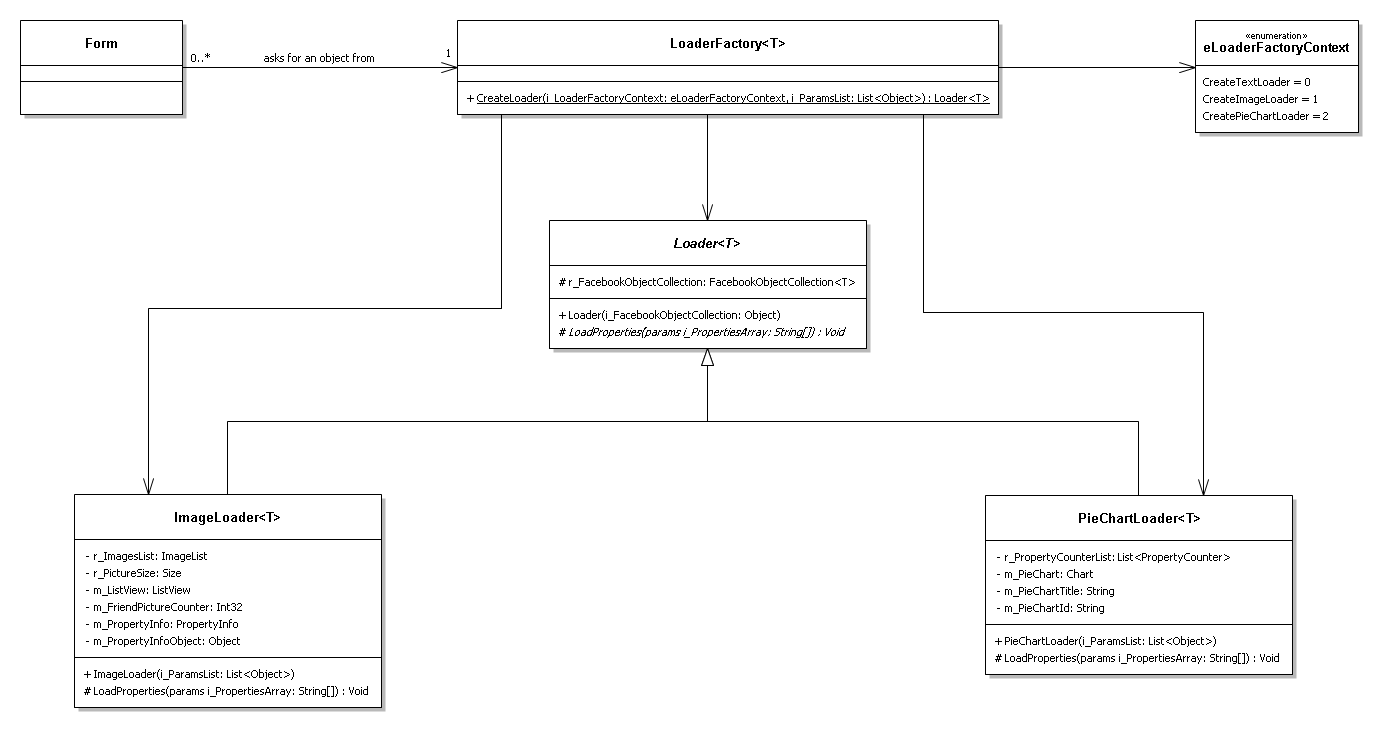 Form
0..*
asks for an object from
1
LoaderFactory<T>
+ CreateLoader(i_LoaderFactoryContext: eLoaderFactoryContext, i_ParamsList: List<Object>) : Loader<T>
«enumeration»
eLoaderFactoryContext
CreateTextLoader = 0
CreateImageLoader = 1
CreatePieChartLoader = 2
Loader<T>
# r_FacebookObjectCollection: FacebookObjectCollection<T>
+ Loader(i_FacebookObjectCollection: Object)
# LoadProperties(params i_PropertiesArray: String[]) : Void
ImageLoader<T>
- r_ImagesList: ImageList
- r_PictureSize: Size
- m_ListView: ListView
- m_FriendPictureCounter: Int32
- m_PropertyInfo: PropertyInfo
- m_PropertyInfoObject: Object
+ ImageLoader(i_ParamsList: List<Object>)
# LoadProperties(params i_PropertiesArray: String[]) : Void
PieChartLoader<T>
- r_PropertyCounterList: List<PropertyCounter>
- m_PieChart: Chart
- m_PieChartTitle: String
- m_PieChartId: String
+ PieChartLoader(i_ParamsList: List<Object>)
# LoadProperties(params i_PropertiesArray: String[]) : Void